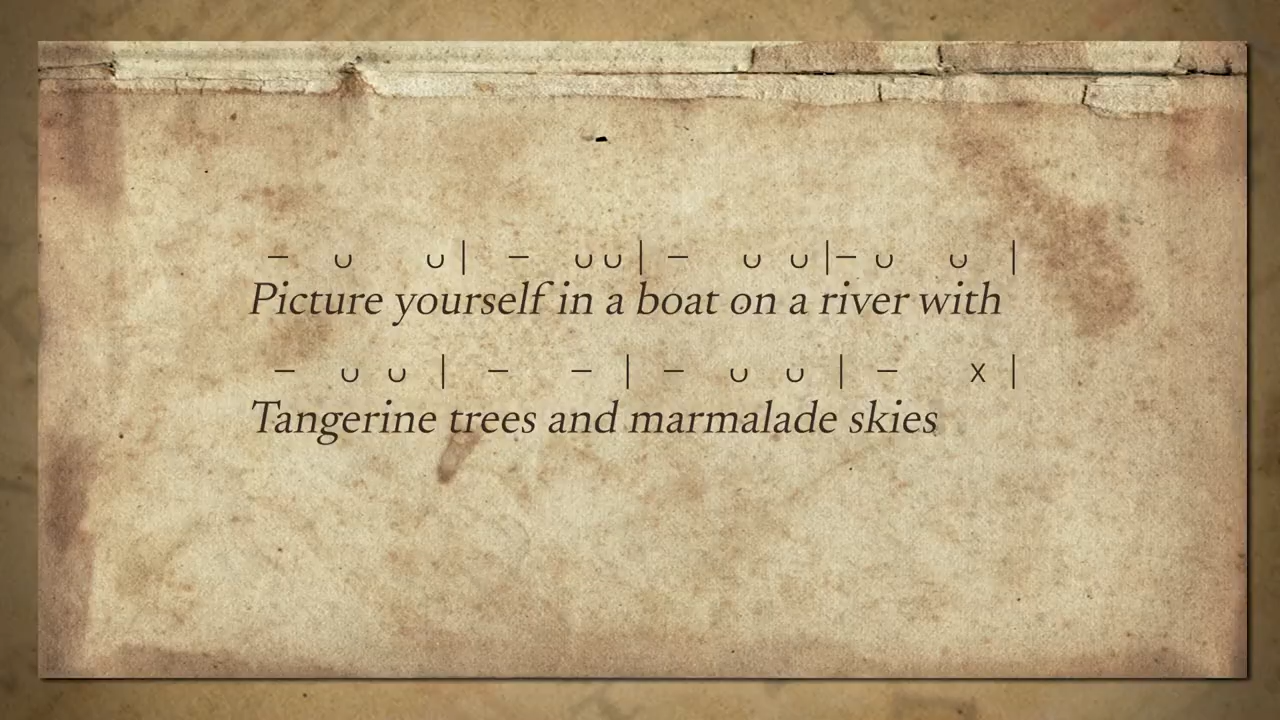 – ∪ ∪ | – ∪ ∪ | – ∪ ∪ | – ∪ ∪ |
Picture yourself in a boat on a river with
– ∪ ∪ | – – | – ∪ ∪ | – x |
Tangerine trees and marmalade skies